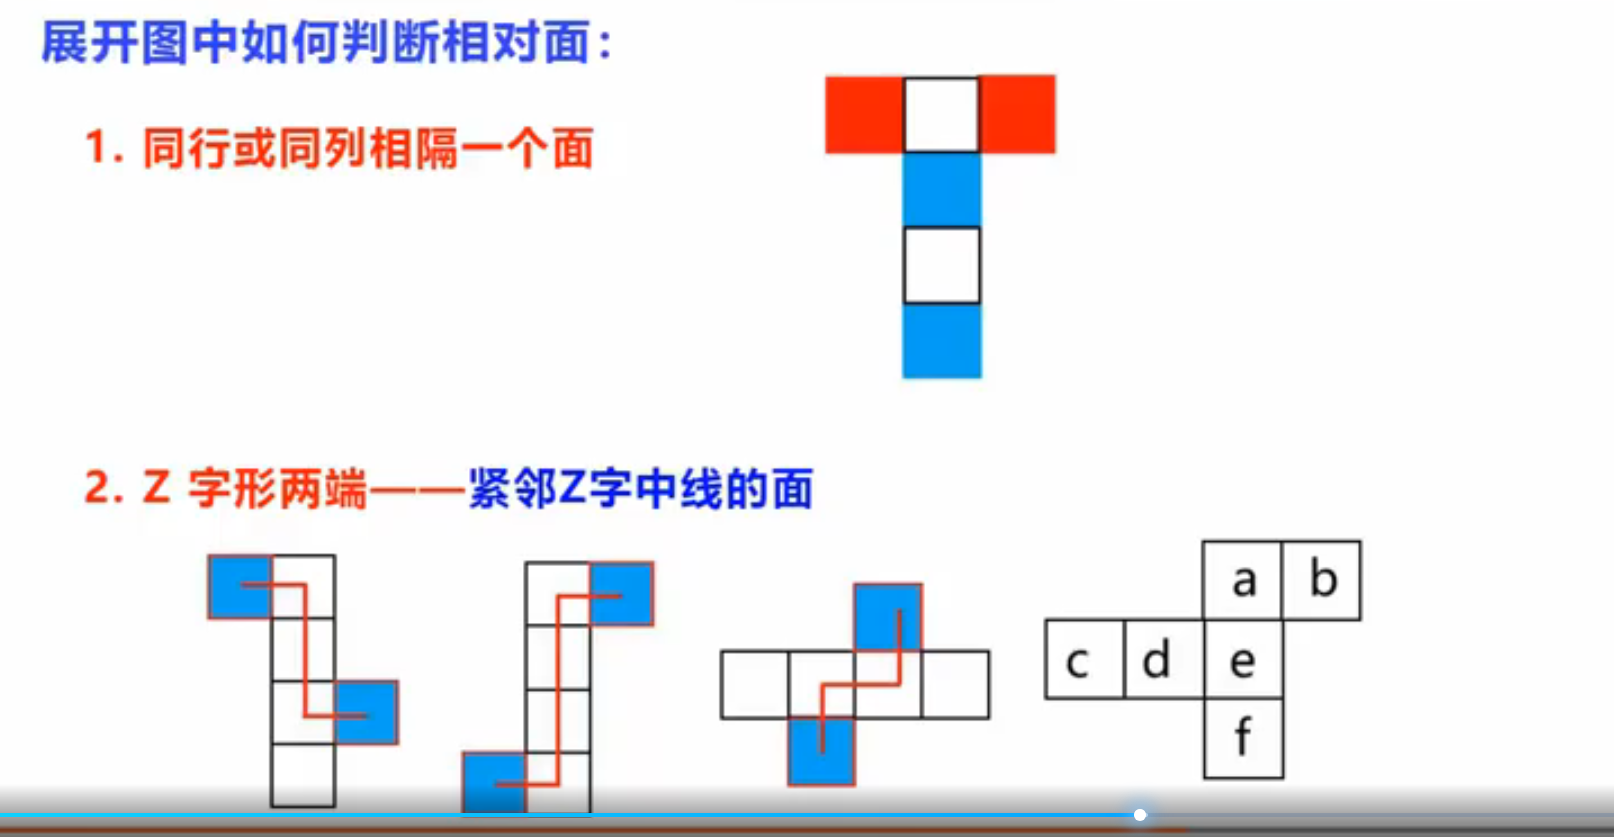 展开图中如何判断相对面：
1. 同行或同列相隔一个面
2. Z 字形两端——紧邻Z字中线的面
a b
c d e
f